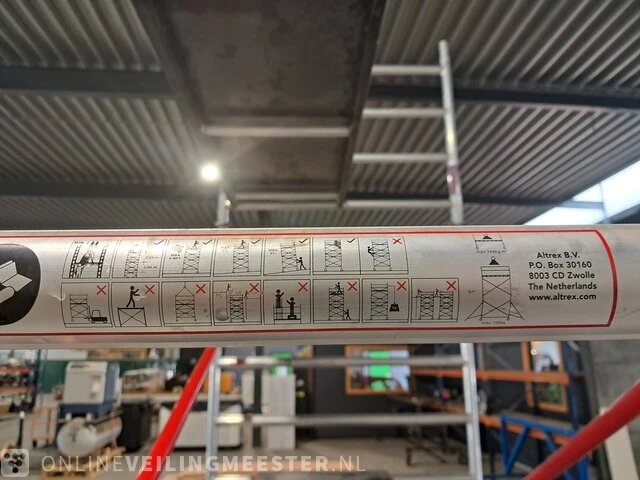 Altrex B.V.
P.O. Box 30160
8003 CD Zwolle
The Netherlands
www.altrex.com
ONLINEVEILINGMEESTER.NL